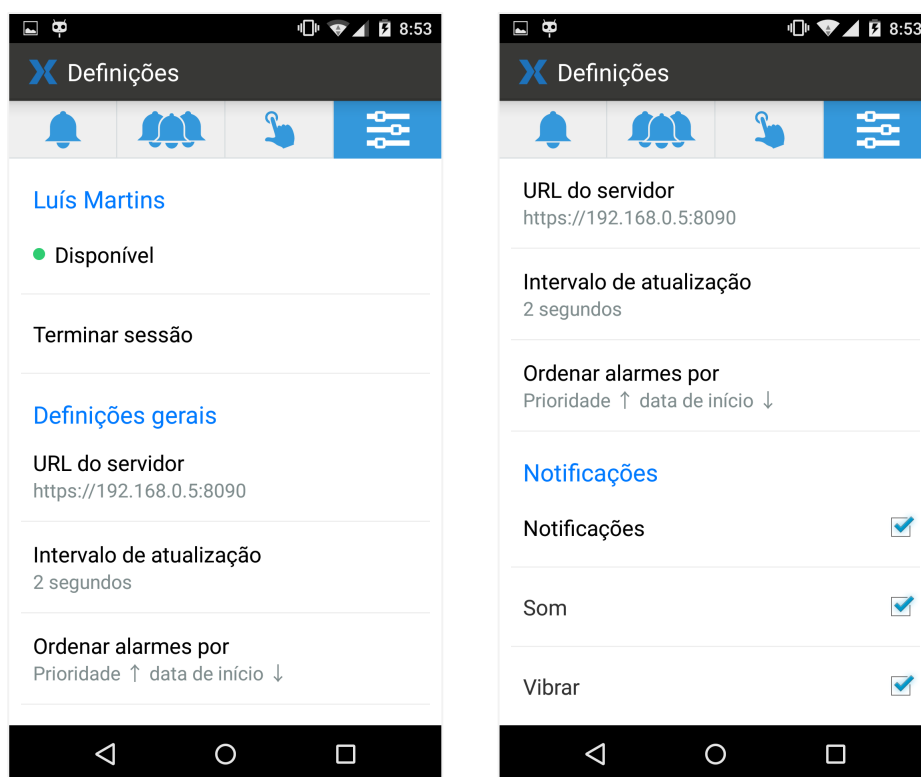 8:53
Definições
Luís Martins
Disponível
Terminar sessão
Definições gerais
URL do servidor
https://192.168.0.5:8090
Intervalo de atualização
2 segundos
Ordenar alarmes por
Prioridade ↑ data de início ↓
8:53
Definições
URL do servidor
https://192.168.0.5:8090
Intervalo de atualização
2 segundos
Ordenar alarmes por
Prioridade ↑ data de início ↓
Notificações
Notificações
Som
Vibrar